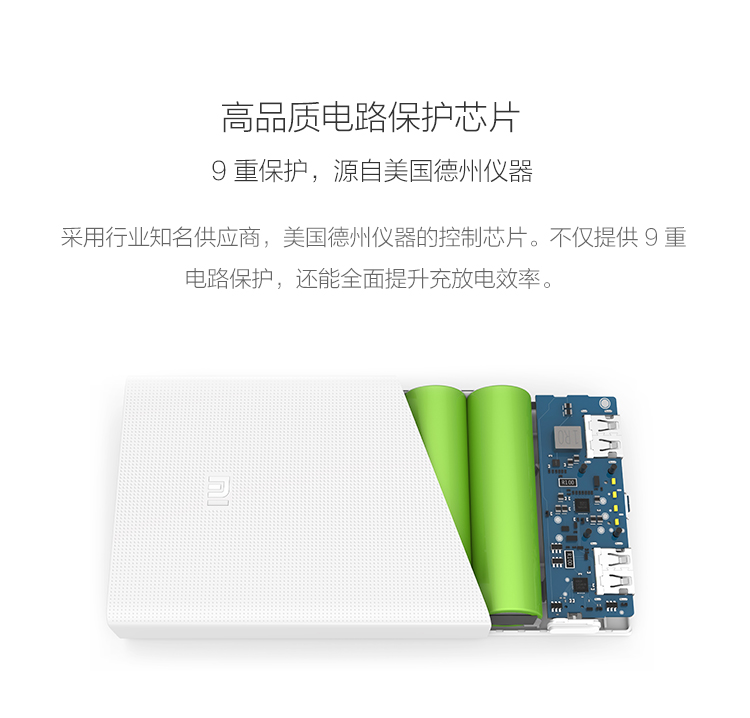 高品质电路保护芯片
9 重保护，源自美国德州仪器
采用行业知名供应商，美国德州仪器的控制芯片。不仅提供 9 重
电路保护，还能全面提升充放电效率。
R100